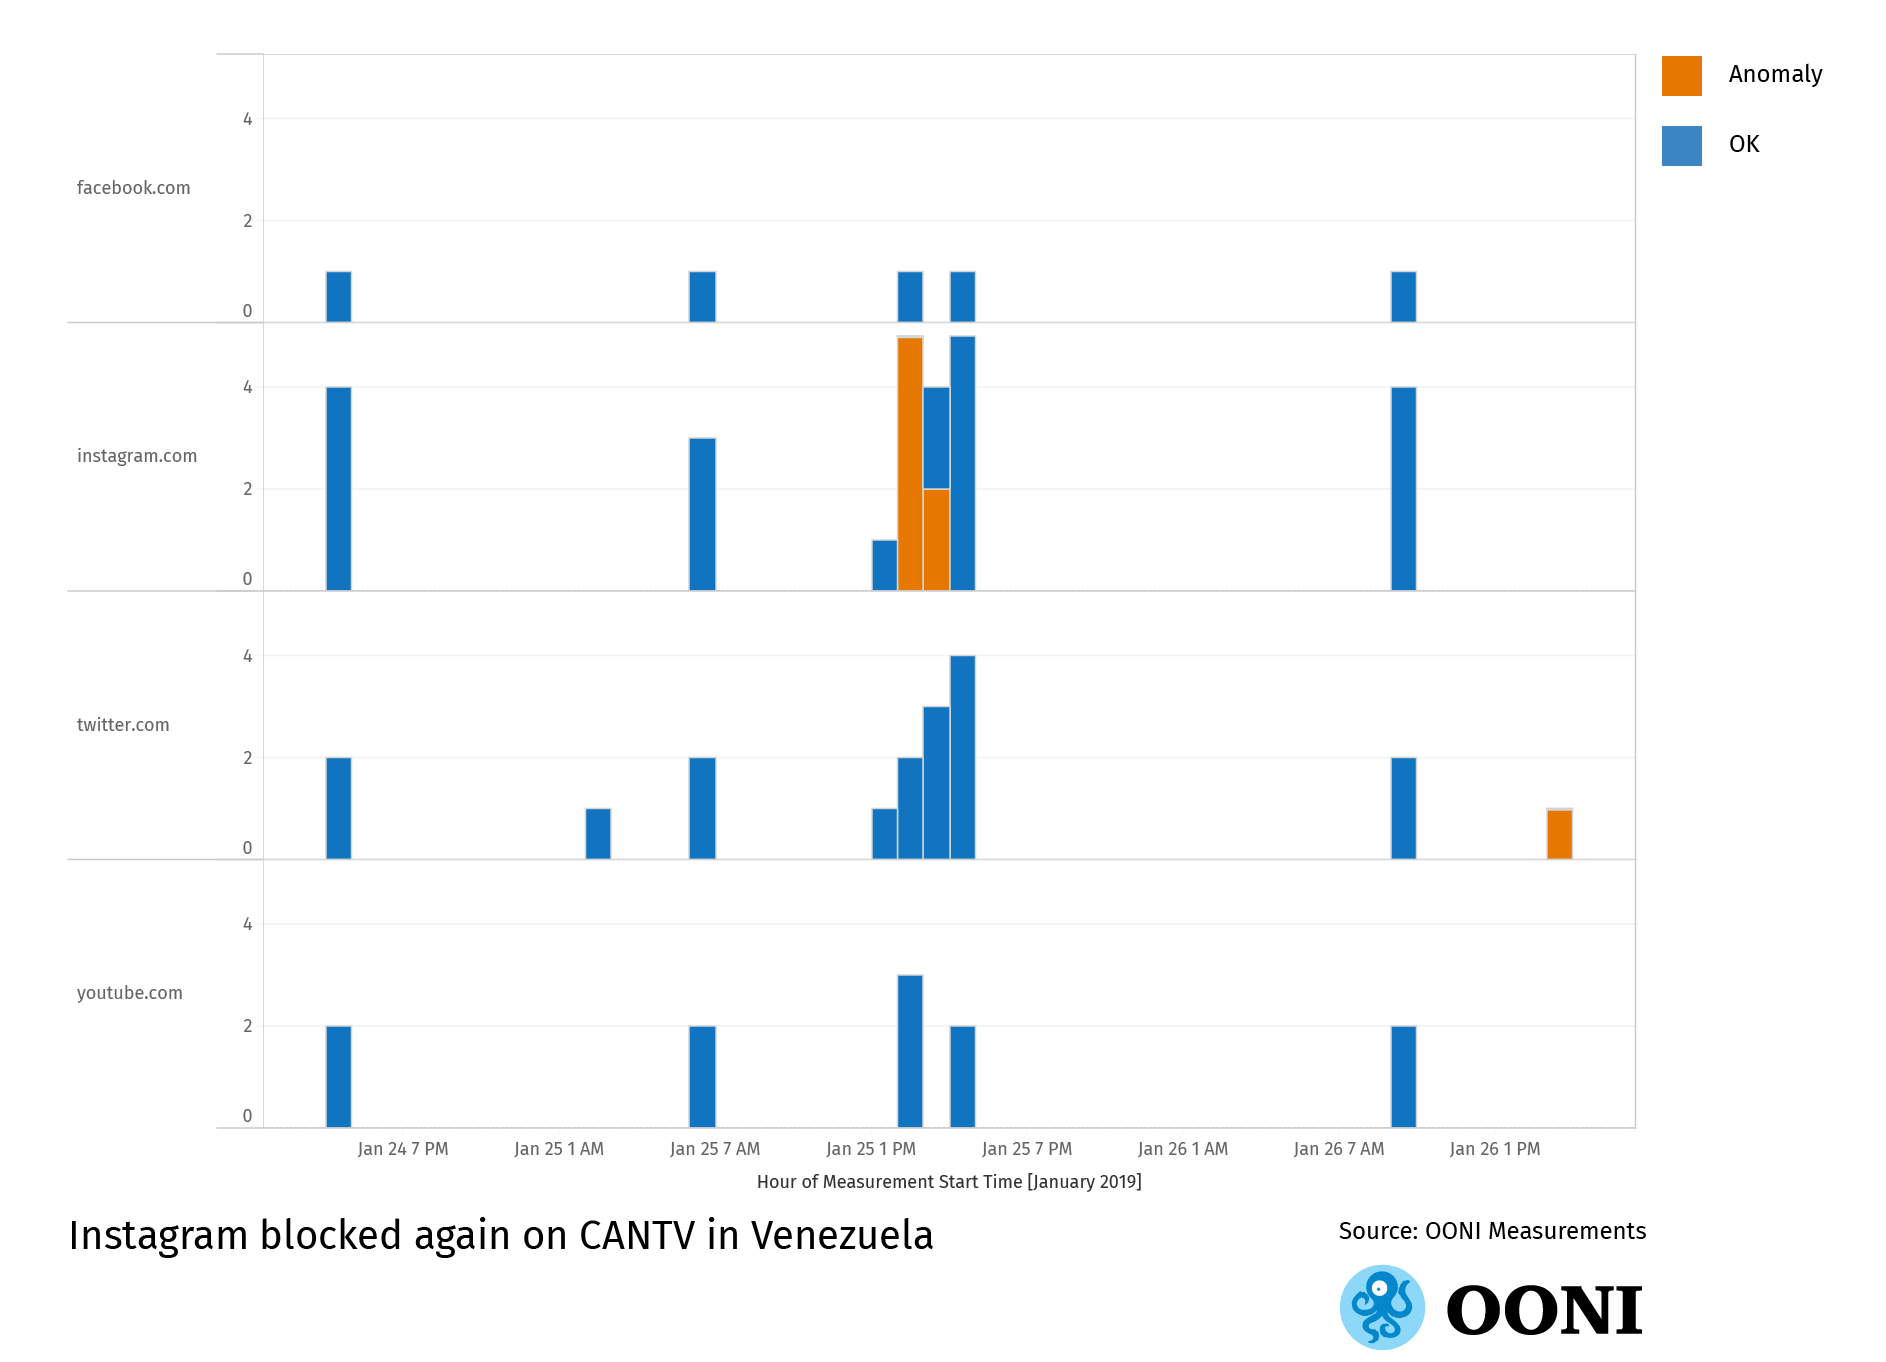 Anomaly
OK
4
facebook.com
2
0
4
instagram.com
2
0
4
twitter.com
2
0
4
youtube.com
2
0
Jan 24 7 PM Jan 25 1 AM Jan 25 7 AM Jan 25 1 PM Jan 25 7 PM Jan 26 1 AM Jan 26 7 AM Jan 26 1 PM
Hour of Measurement Start Time [January 2019]
Instagram blocked again on CANTV in Venezuela
Source: OONI Measurements
OONI